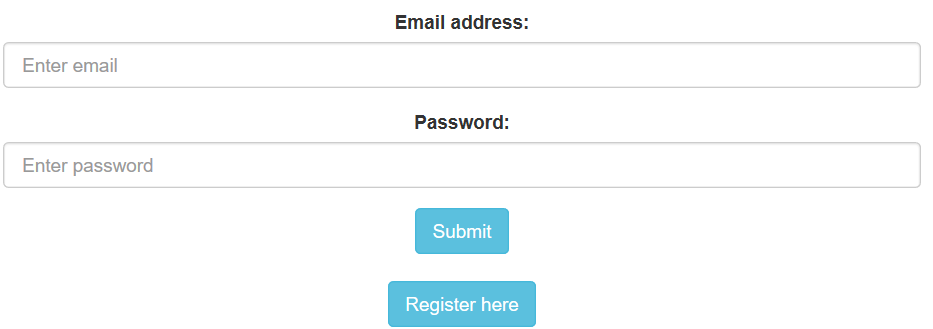 Email address:
Enter email
Password:
Enter password
Submit
Register here